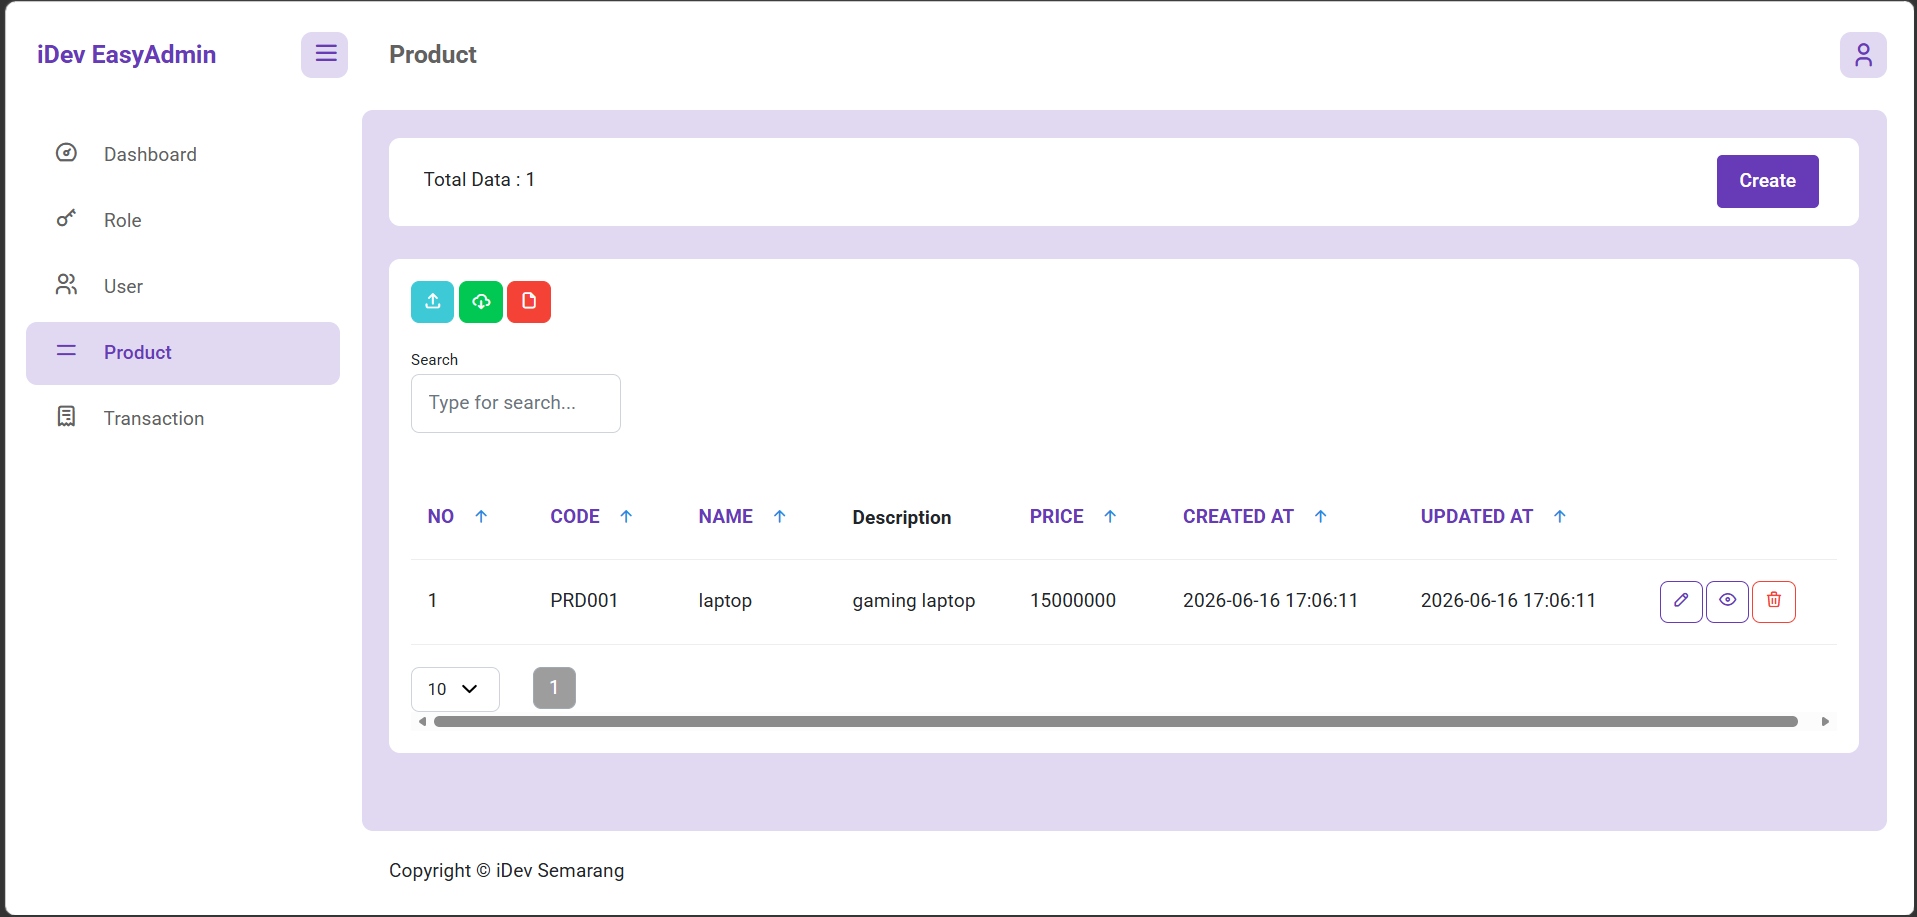 iDev EasyAdmin
Product
Dashboard
Role
User
Product
Transaction
Total Data : 1
Create
Search
Type for search...
NO CODE NAME Description PRICE CREATED AT UPDATED AT
1 PRD001 laptop gaming laptop 15000000 2026-06-16 17:06:11 2026-06-16 17:06:11
10 1
Copyright © iDev Semarang